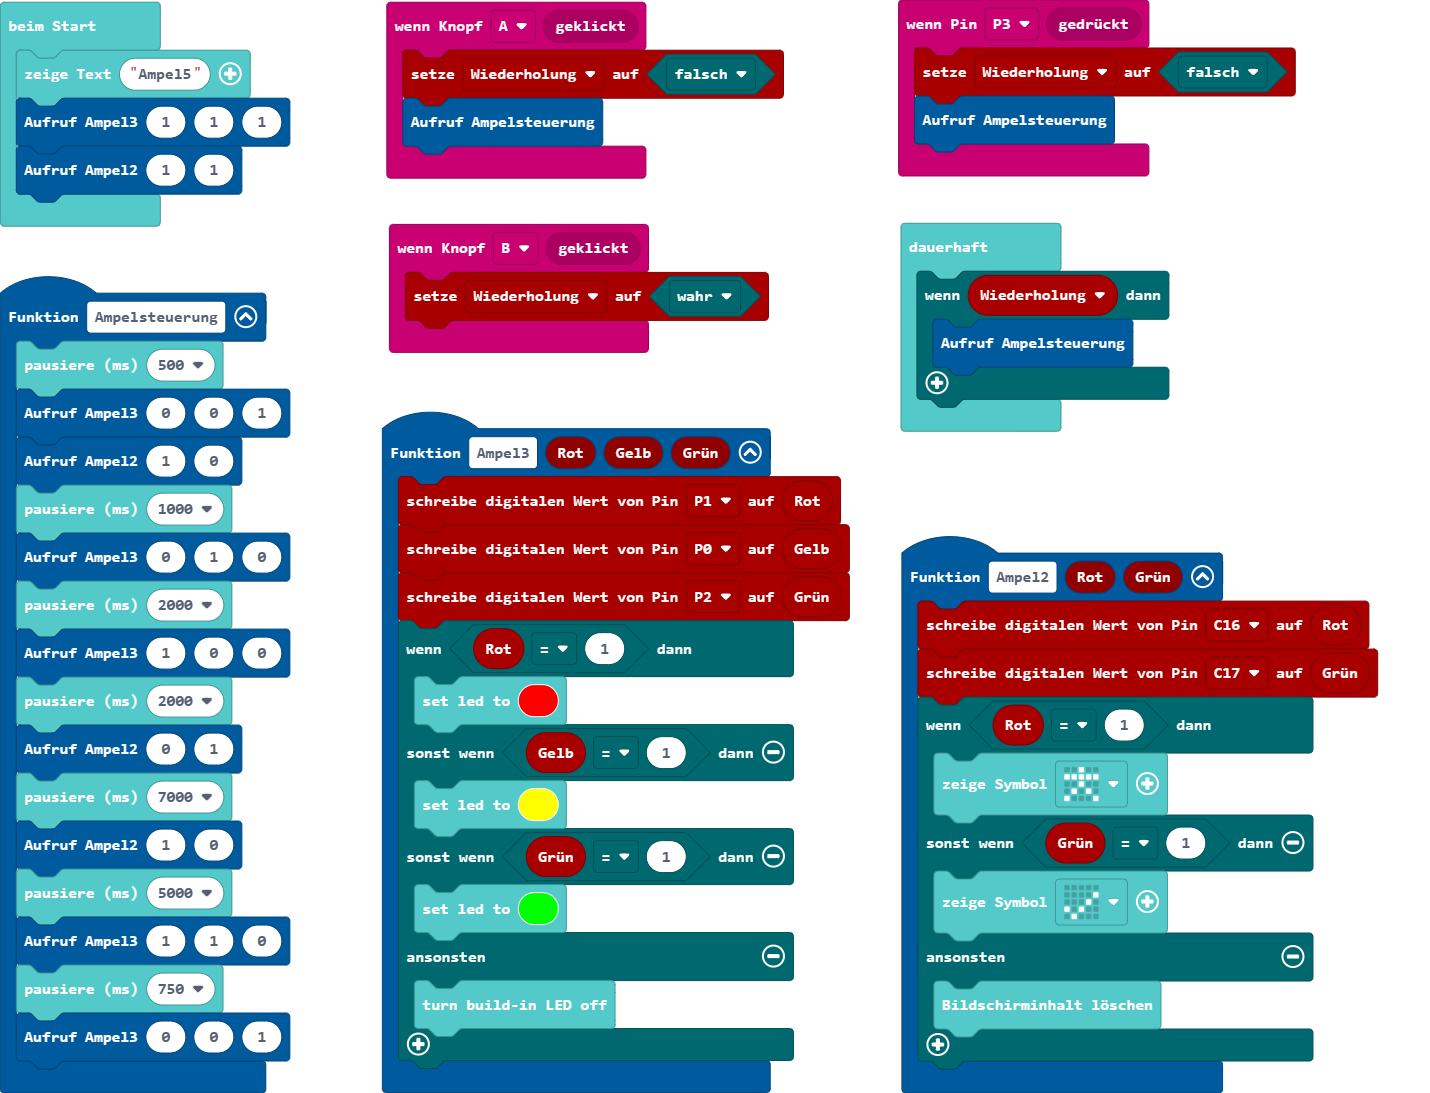 beim Start
zeige Text "Ampel5"
Aufruf Ampel3 1 1 1
Aufruf Ampel2 1 1
wenn Knopf A geklickt
setze Wiederholung auf falsch
Aufruf Ampelsteuerung
wenn Pin P3 gedrückt
setze Wiederholung auf falsch
Aufruf Ampelsteuerung
wenn Knopf B geklickt
setze Wiederholung auf wahr
dauerhaft
wenn Wiederholung dann
Aufruf Ampelsteuerung
Funktion Ampelsteuerung
pausiere (ms) 500
Aufruf Ampel3 0 0 1
Aufruf Ampel2 1 0
pausiere (ms) 1000
Aufruf Ampel3 0 1 0
pausiere (ms) 2000
Aufruf Ampel3 1 0 0
pausiere (ms) 2000
Aufruf Ampel2 0 1
pausiere (ms) 7000
Aufruf Ampel2 1 0
pausiere (ms) 5000
Aufruf Ampel3 1 1 0
pausiere (ms) 750
Aufruf Ampel3 0 0 1
Funktion Ampel3 Rot Gelb Grün
schreibe digitalen Wert von Pin P1 auf Rot
schreibe digitalen Wert von Pin P0 auf Gelb
schreibe digitalen Wert von Pin P2 auf Grün
wenn Rot = 1 dann
set led to
sonst wenn Gelb = 1 dann
set led to
sonst wenn Grün = 1 dann
set led to
ansonsten
turn build-in LED off
Funktion Ampel2 Rot Grün
schreibe digitalen Wert von Pin C16 auf Rot
schreibe digitalen Wert von Pin C17 auf Grün
wenn Rot = 1 dann
zeige Symbol
sonst wenn Grün = 1 dann
zeige Symbol
ansonsten
Bildschirminhalt löschen